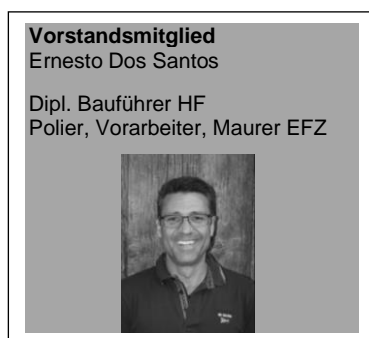 Vorstandsmitglied
Ernesto Dos Santos
Dipl. Bauführer HF
Polier, Vorarbeiter, Maurer EFZ